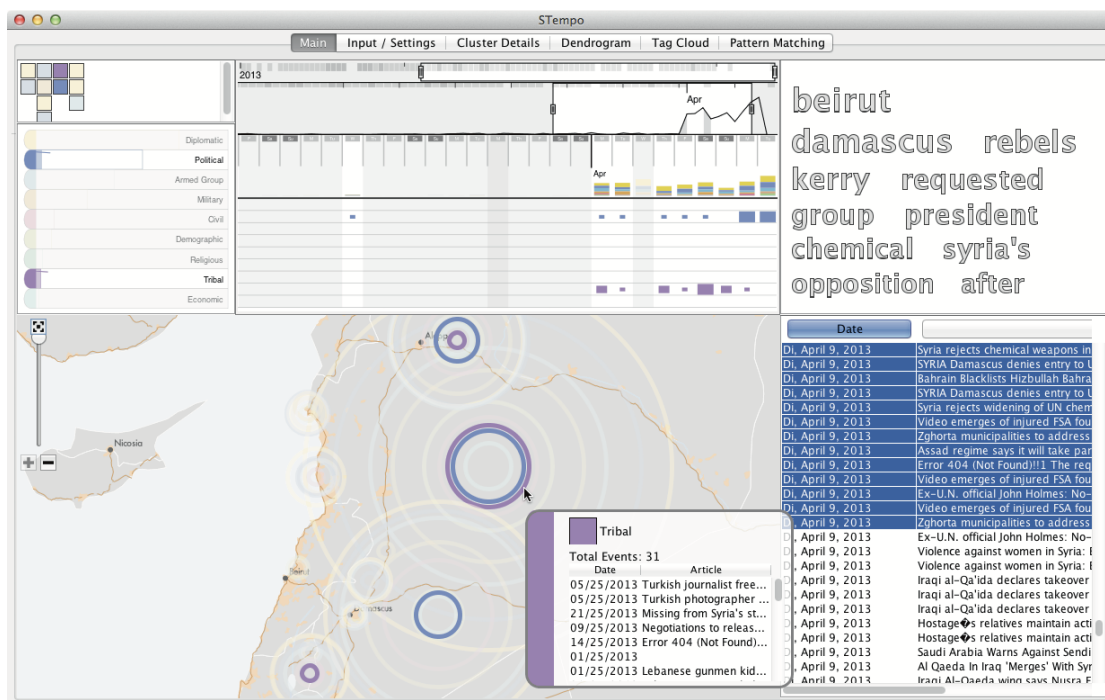 STempo
Main Input / Settings Cluster Details Dendrogram Tag Cloud Pattern Matching
2013
Apr
Apr
Diplomatic
Political
Armed Group
Military
Civil
Demographic
Religious
Tribal
Economic
beirut
damascus rebels
kerry requested
group president
chemical syria's
opposition after
Nicosia
Beirut
Date
Di, April 9, 2013 Syria rejects chemical weapons in
Di, April 9, 2013 SYRIA Damascus denies entry to U
Di, April 9, 2013 Bahrain Blacklists Hizbullah Bahra
Di, April 9, 2013 SYRIA Damascus denies entry to U
Di, April 9, 2013 Syria rejects widening of UN chem
Di, April 9, 2013 Video emerges of injured FSA fou
Di, April 9, 2013 Zghorta municipalities to address
Di, April 9, 2013 Assad regime says it will take par
Di, April 9, 2013 Error 404 (Not Found)!!1 The req
Di, April 9, 2013 Video emerges of injured FSA fou
Di, April 9, 2013 Ex-U.N. official John Holmes: No-
Di, April 9, 2013 Video emerges of injured FSA fou
D, April 9, 2013 Zghorta municipalities to address
D, April 9, 2013 Ex-U.N. official John Holmes: No-
D, April 9, 2013 Violence against women in Syria: E
D, April 9, 2013 Violence against women in Syria: E
D, April 9, 2013 Iraqi al-Qa'ida declares takeover
D, April 9, 2013 Iraqi al-Qa'ida declares takeover
D, April 9, 2013 Iraqi al-Qa'ida declares takeover
D, April 9, 2013 Hostage�s relatives maintain acti
D, April 9, 2013 Hostage�s relatives maintain acti
D, April 9, 2013 Saudi Arabia Warns Against Sendi
D, April 9, 2013 Al Qaeda In Iraq 'Merges' With Syr
Di, April 9, 2013 Iraqi Al-Qaeda wing says Nusra F
Tribal
Total Events: 31
Date Article
05/25/2013 Turkish journalist free...
05/25/2013 Turkish photographer ...
21/25/2013 Missing from Syria's st...
09/25/2013 Negotiations to releas...
14/25/2013 Error 404 (Not Found)...
01/25/2013
01/25/2013 Lebanese gunmen kid...